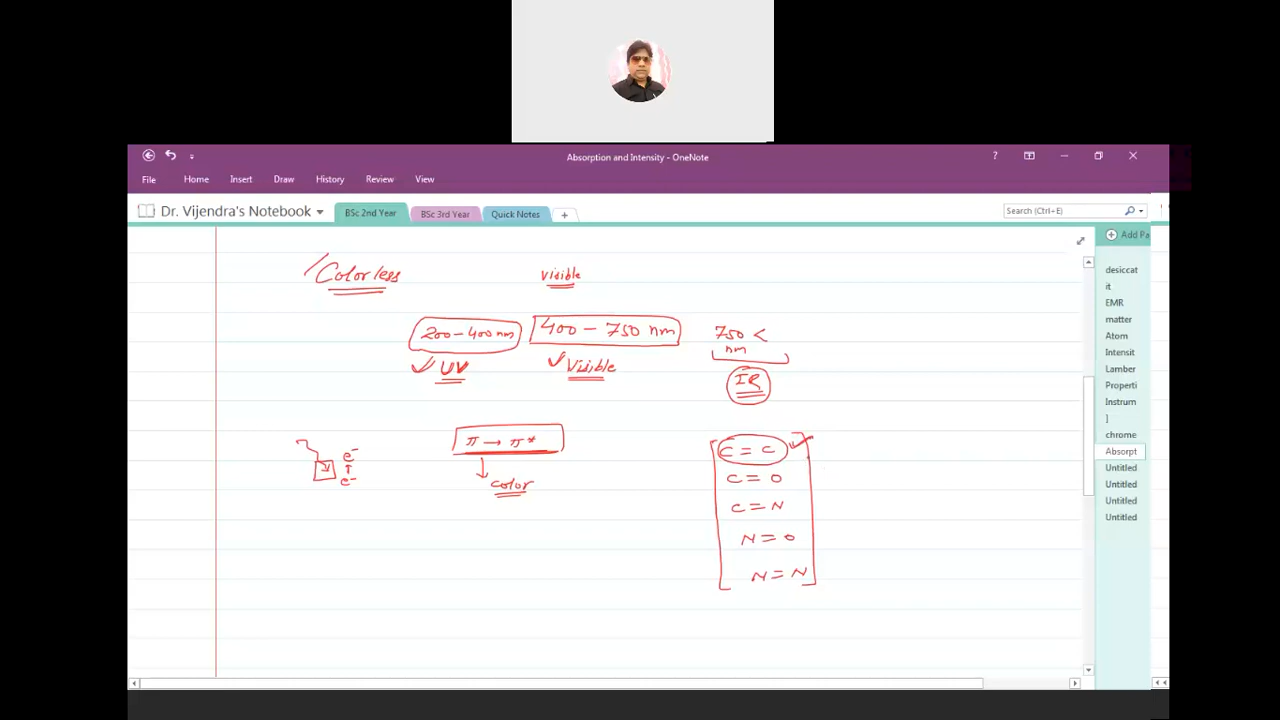 Absorption and Intensity - OneNote
?
File Home Insert Draw History Review View
Dr. Vijendra's Notebook
BSc 2nd Year
BSc 3rd Year
Quick Notes
+
Search (Ctrl+E)
Add Pa
Colorless
visible
200-400nm
400 - 750 nm
750 <
nm
UV
Visible
IR
π → π*
color
e⁻
e⁻
C = C
C = O
C = N
N = O
N = N
desiccat
it
EMR
matter
Atom
Intensit
Lamber
Properti
Instrum
]
chrome
Absorpt
Untitled
Untitled
Untitled
Untitled